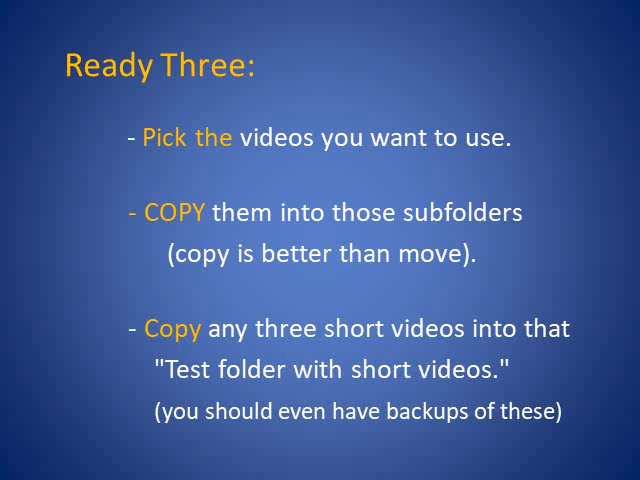 Ready Three:
- Pick the videos you want to use.
- COPY them into those subfolders
(copy is better than move).
- Copy any three short videos into that
"Test folder with short videos."
(you should even have backups of these)